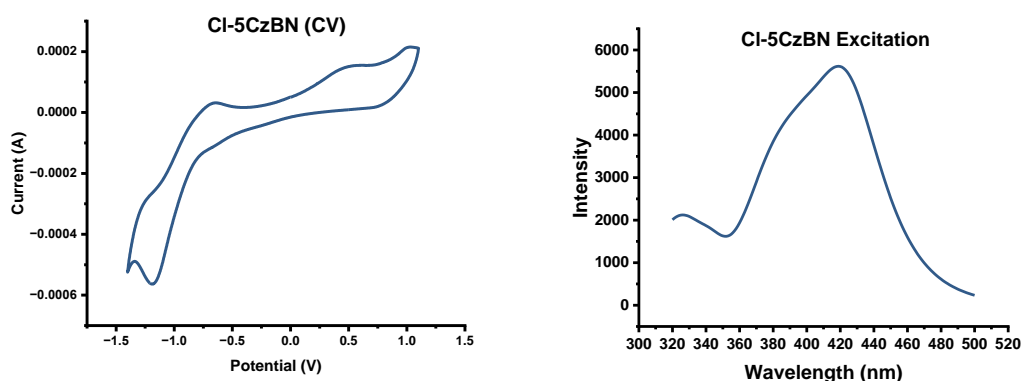 Cl-5CzBN (CV)
0.0002
0.0000
−0.0002
−0.0004
−0.0006
Current (A)
−1.5 −1.0 −0.5 0.0 0.5 1.0 1.5
Potential (V)
Cl-5CzBN Excitation
6000
5000
4000
3000
2000
1000
0
Intensity
300 320 340 360 380 400 420 440 460 480 500 520
Wavelength (nm)